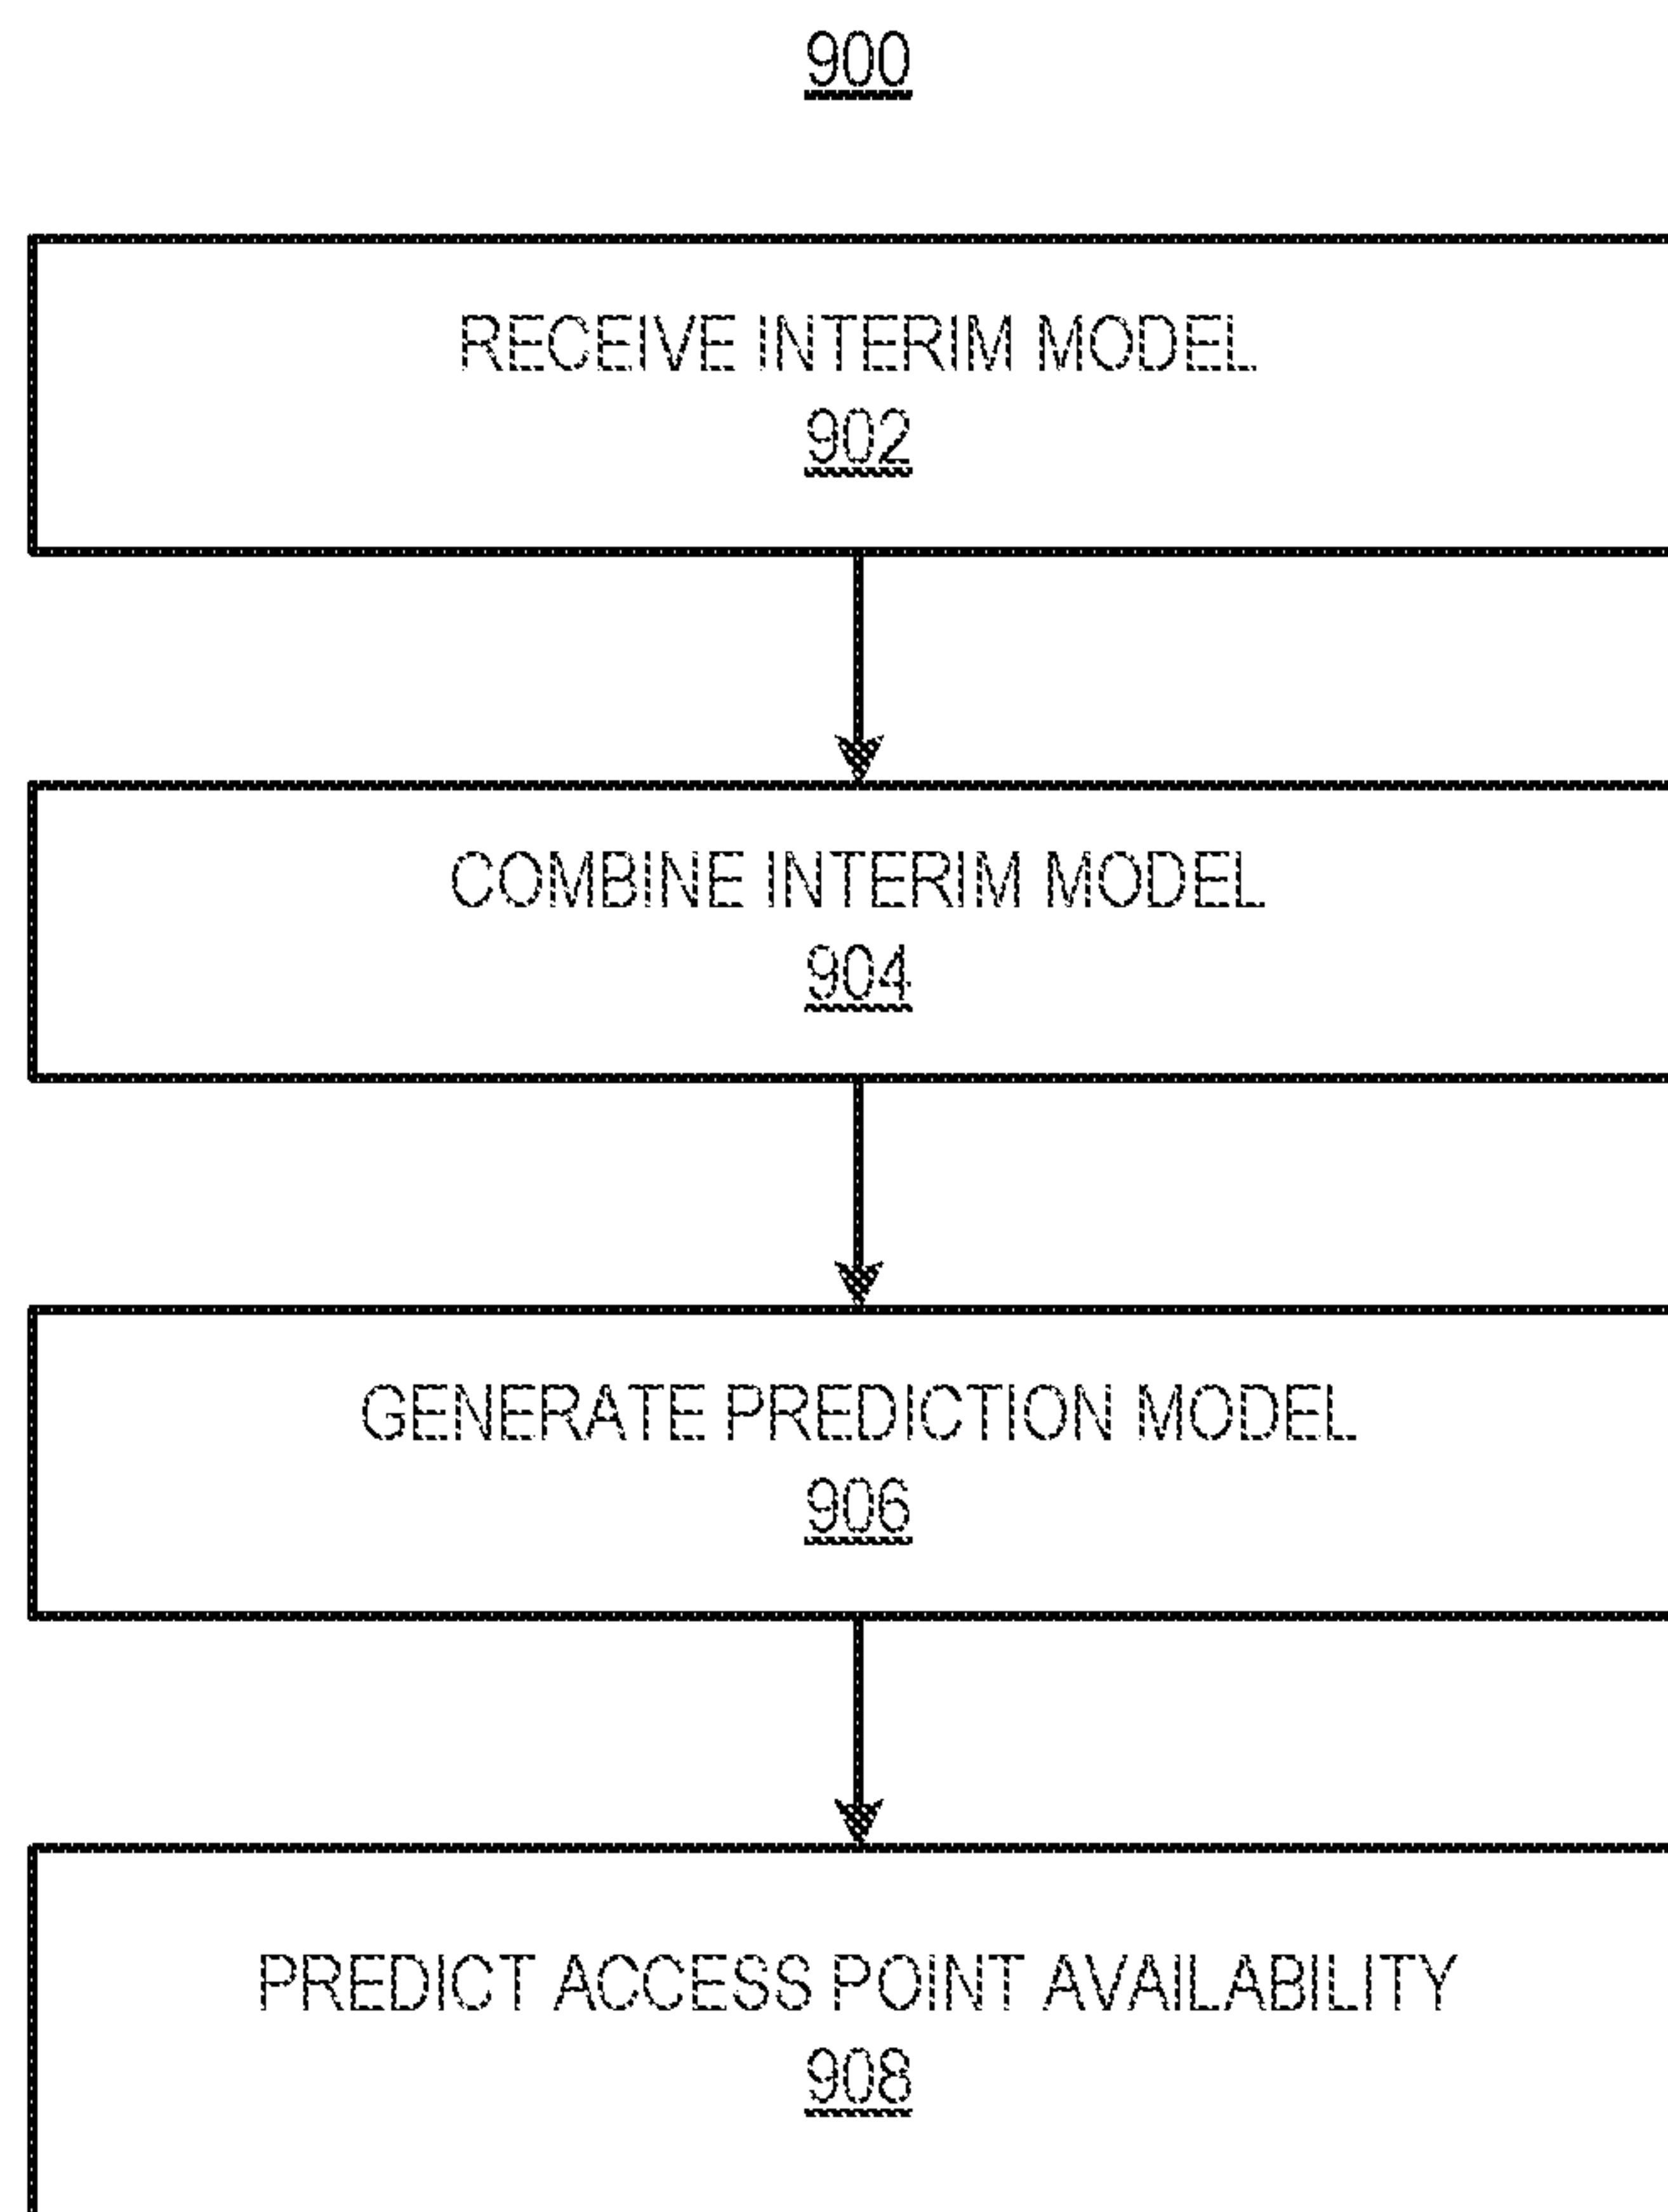 900
RECEIVE INTERIM MODEL
902
COMBINE INTERIM MODEL
904
GENERATE PREDICTION MODEL
906
PREDICT ACCESS POINT AVAILABILITY
908